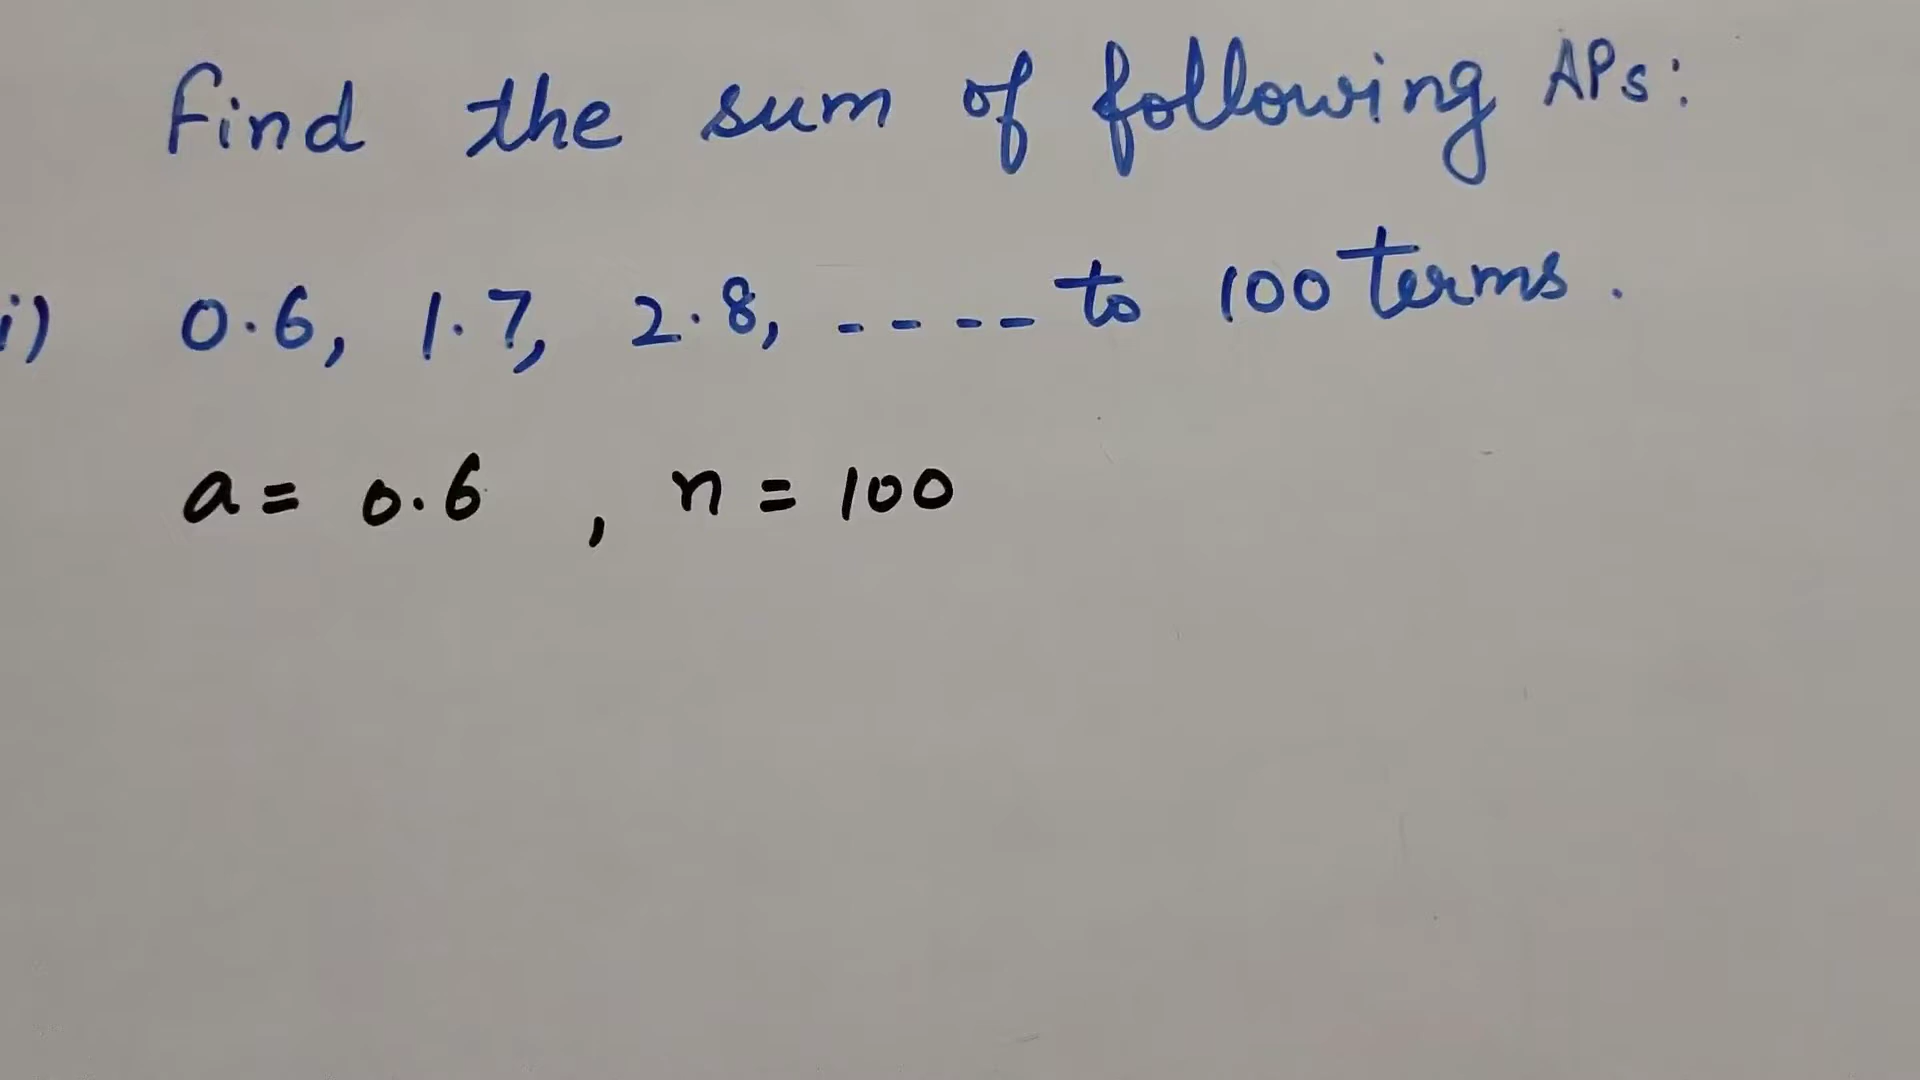 Find the sum of following APs:
i) 0.6, 1.7, 2.8, ---- to 100 Terms.
a = 0.6 , n = 100